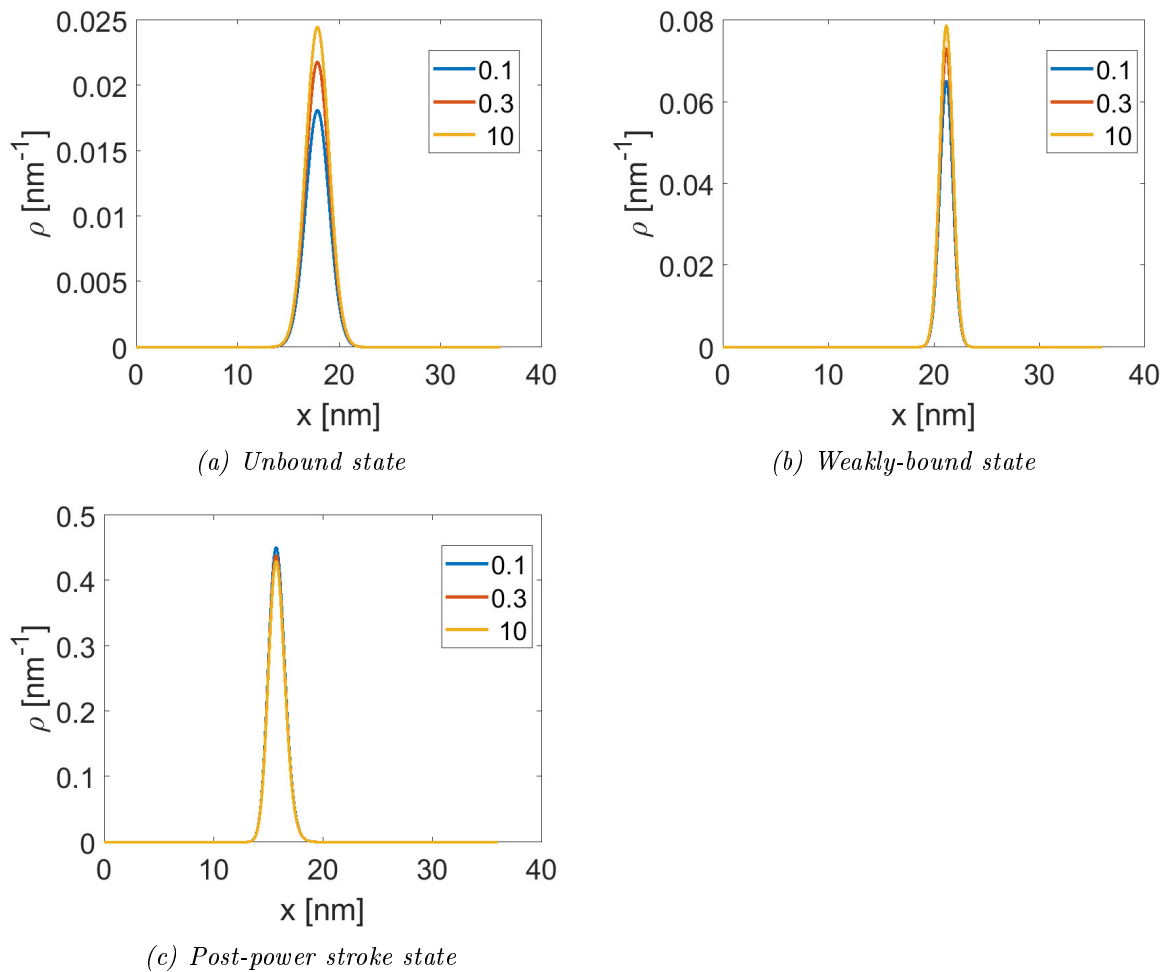 0.025
0.02
0.015
0.01
0.005
0
ρ [nm⁻¹]
0.1
0.3
10
0 10 20 30 40
x [nm]
(a) Unbound state
0.08
0.06
0.04
0.02
0
ρ [nm⁻¹]
0.1
0.3
10
0 10 20 30 40
x [nm]
(b) Weakly-bound state
0.5
0.4
0.3
0.2
0.1
0
ρ [nm⁻¹]
0.1
0.3
10
0 10 20 30 40
x [nm]
(c) Post-power stroke state